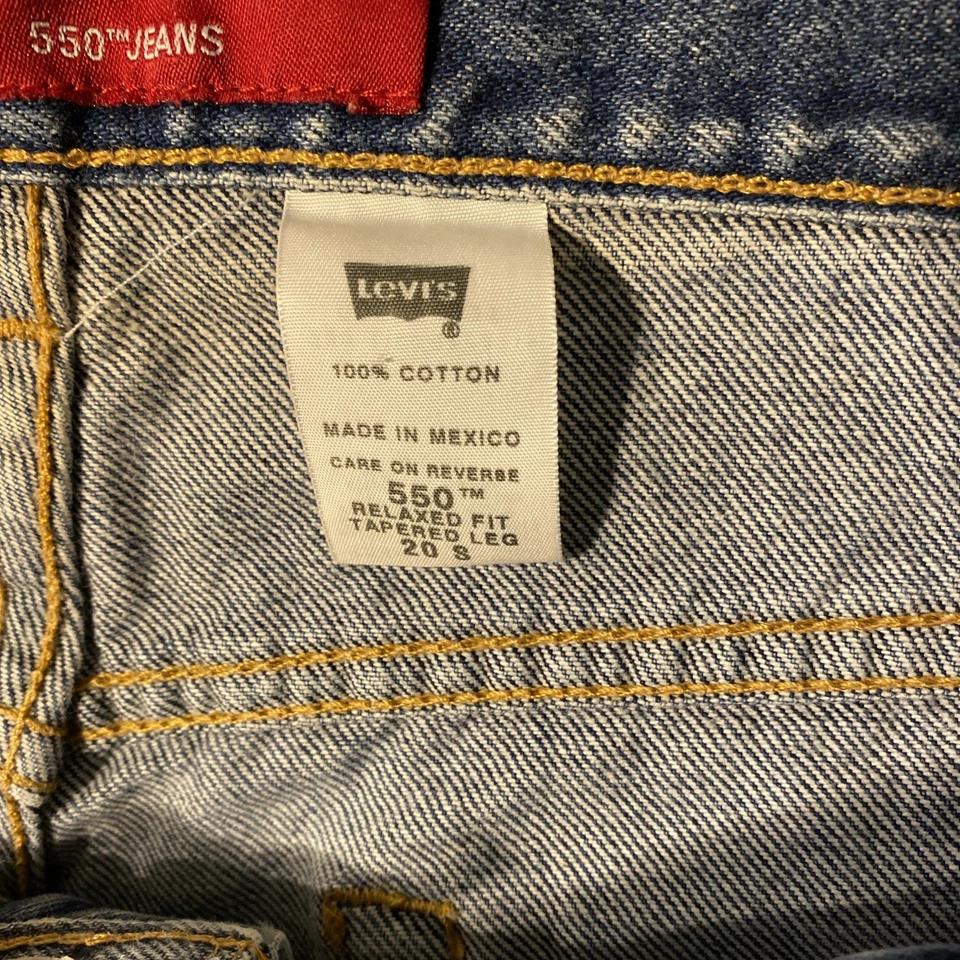 550™JEANS
LEVI'S
®
100% COTTON
MADE IN MEXICO
CARE ON REVERSE
550™
RELAXED FIT
TAPERED LEG
20 S